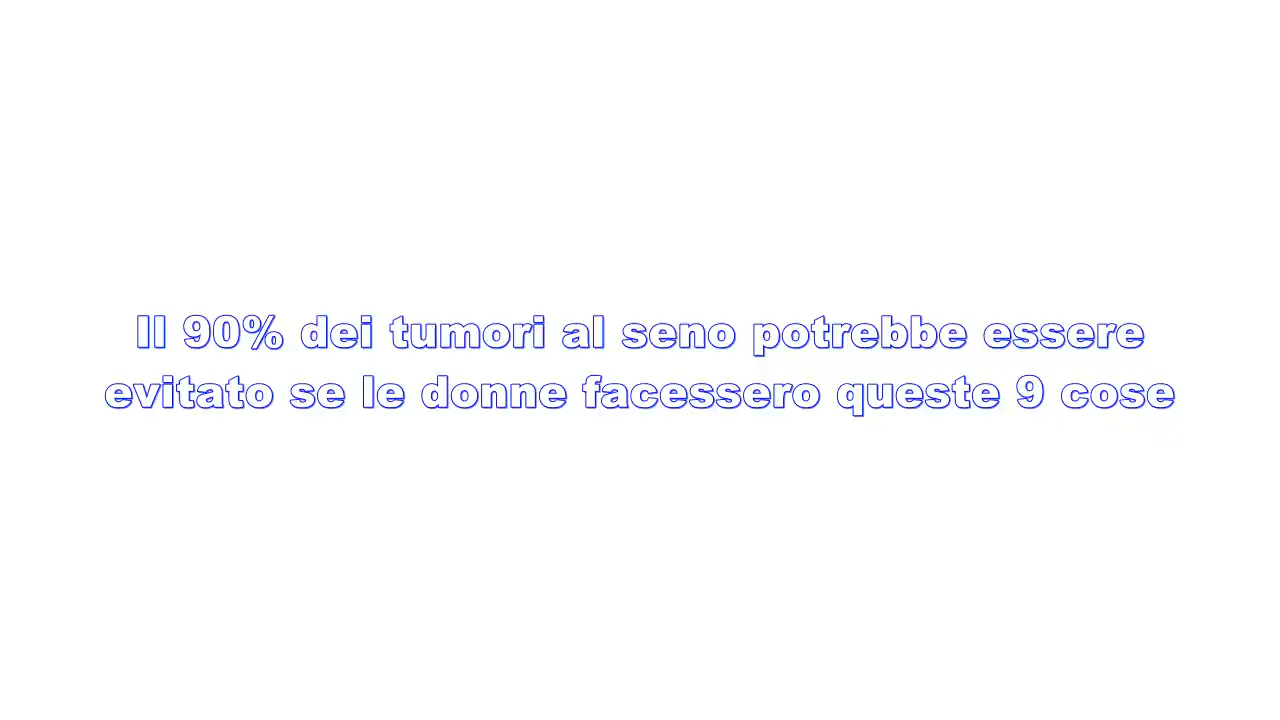 Il 90% dei tumori al seno potrebbe essere
evitato se le donne facessero queste 9 cose